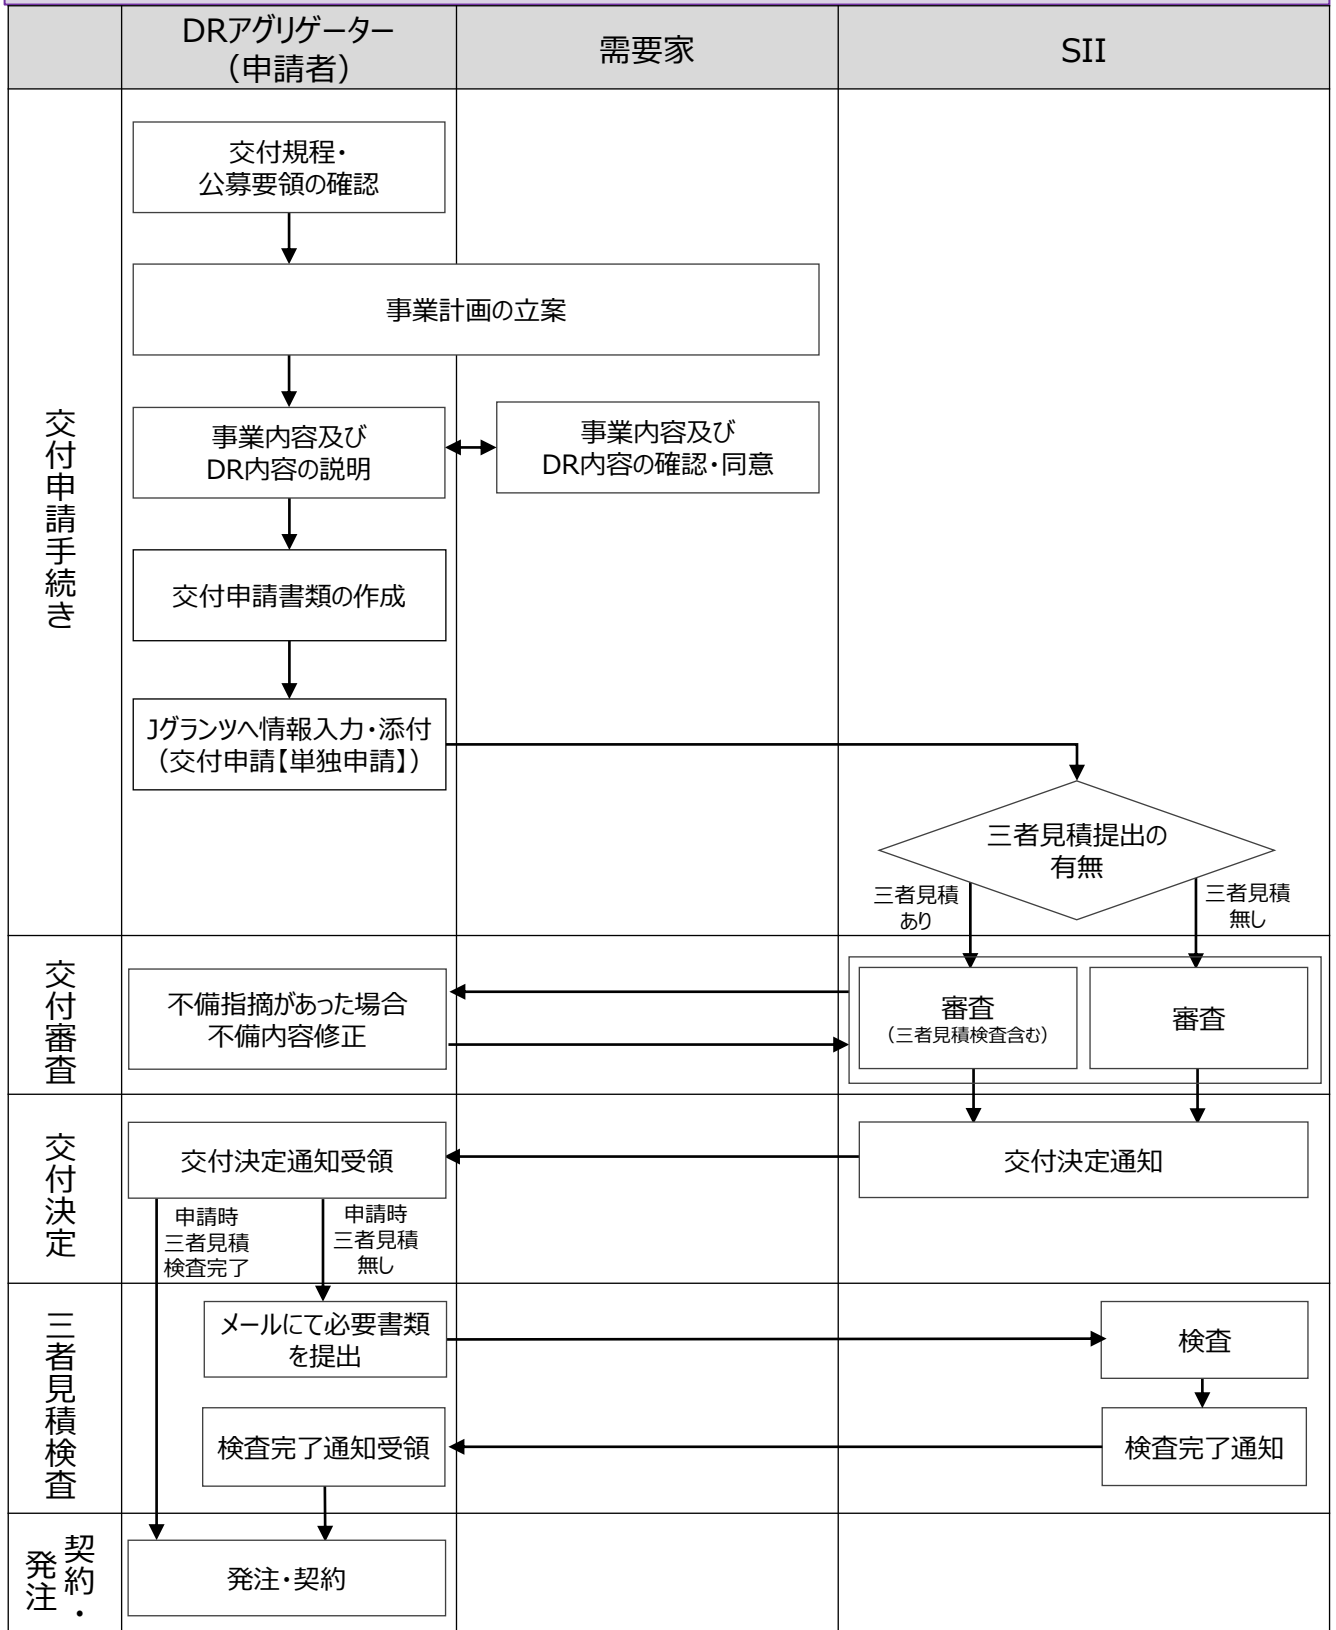 DRアグリゲーター
（申請者）
需要家
SII
交付申請手続き
交付規程・
公募要領の確認
事業計画の立案
事業内容及び
DR内容の説明
事業内容及び
DR内容の確認・同意
交付申請書類の作成
Jグランツへ情報入力・添付
（交付申請【単独申請】）
三者見積提出の
有無
三者見積
あり
三者見積
無し
交付審査
不備指摘があった場合
不備内容修正
審査
（三者見積検査含む）
審査
交付決定
交付決定通知受領
交付決定通知
申請時
三者見積
検査完了
申請時
三者見積
無し
三者見積検査
メールにて必要書類
を提出
検査
検査完了通知受領
検査完了通知
契約・
発注
発注・契約